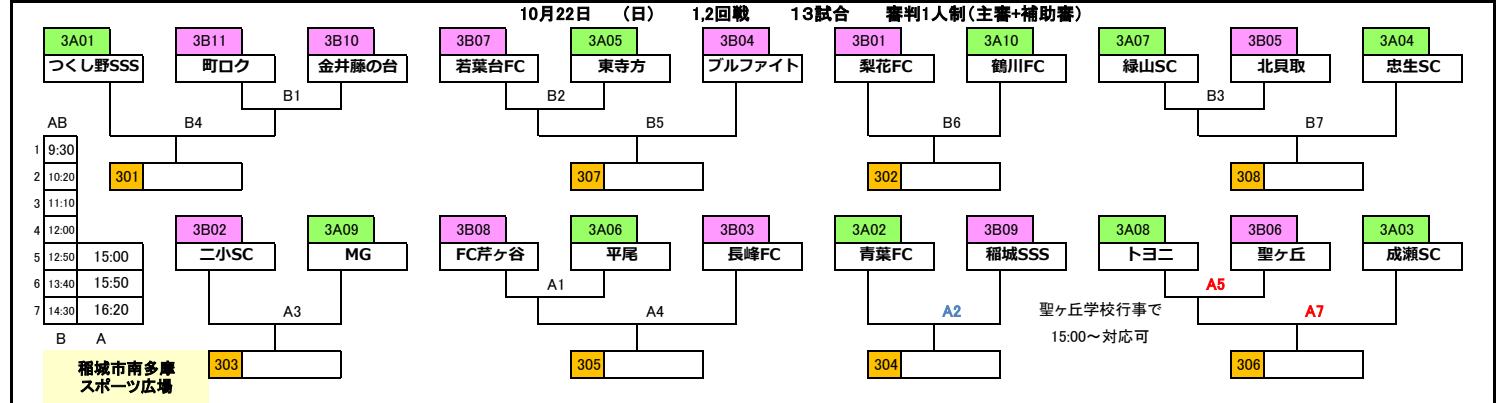 10月22日 （日） 1,2回戦 13試合 審判1人制（主審+補助審）
3A01 3B11 3B10 3B07 3A05 3B04 3B01 3A10 3A07 3B05 3A04
つくし野SSS 町ロク 金井藤の台 若葉台FC 東寺方 ブルファイト 梨花FC 鶴川FC 緑山SC 北貝取 忠生SC
B1 B2 B3
AB B4 B5 B6 B7
1 9:30
2 10:20 301 307 302 308
3 11:10
4 12:00 3B02 3A09 3B08 3A06 3B03 3A02 3B09 3A08 3B06 3A03
5 12:50 15:00 二小SC MG FC芹ヶ谷 平尾 長峰FC 青葉FC 稲城SSS トヨニ 聖ヶ丘 成瀬SC
6 13:40 15:50 A1 A5
7 14:30 16:20 A3 A4 A2 聖ヶ丘学校行事で A7
B A 15:00～対応可
稲城市南多摩 303 305 304 306
スポーツ広場